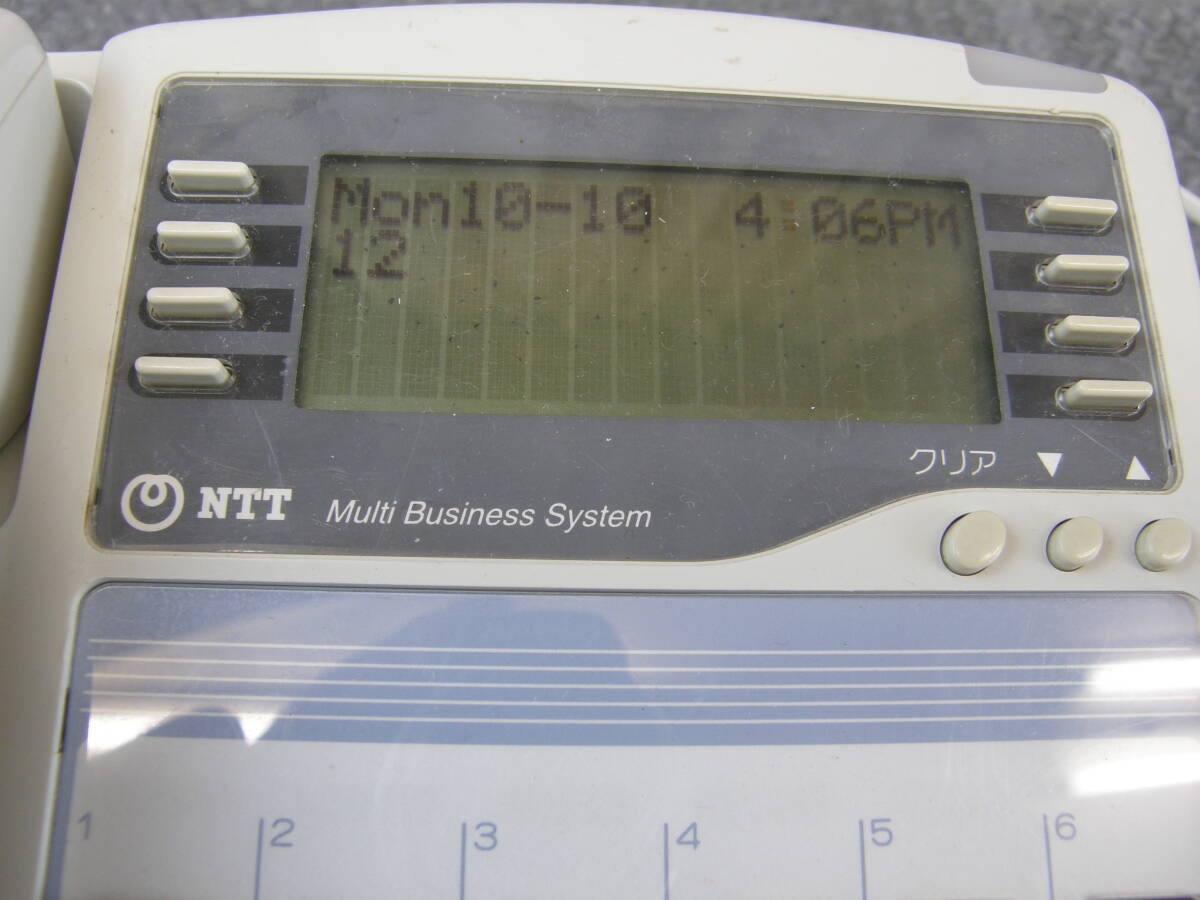 Mon10-10 4:06PM
12
クリア ▼ ▲
NTT Multi Business System
1 2 3 4 5 6